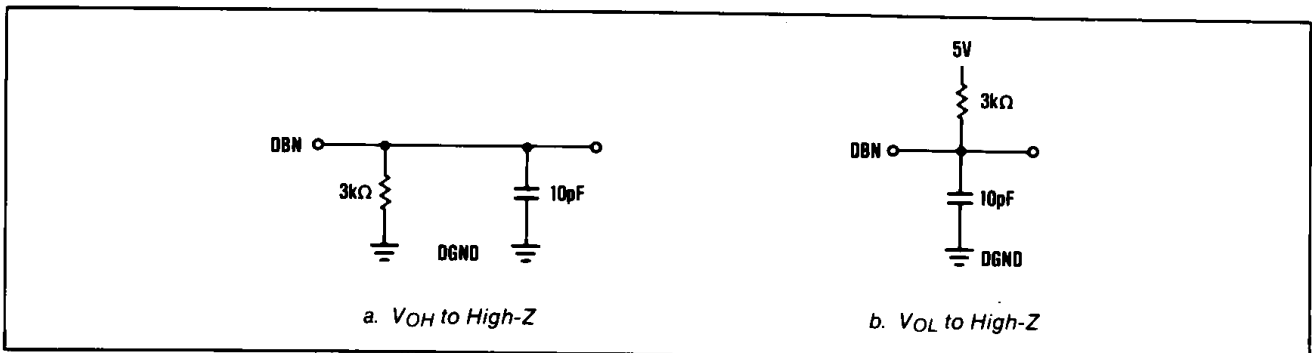 DBN
3kΩ
10pF
DGND
a. VOH to High-Z
5V
3kΩ
DBN
10pF
DGND
b. VOL to High-Z